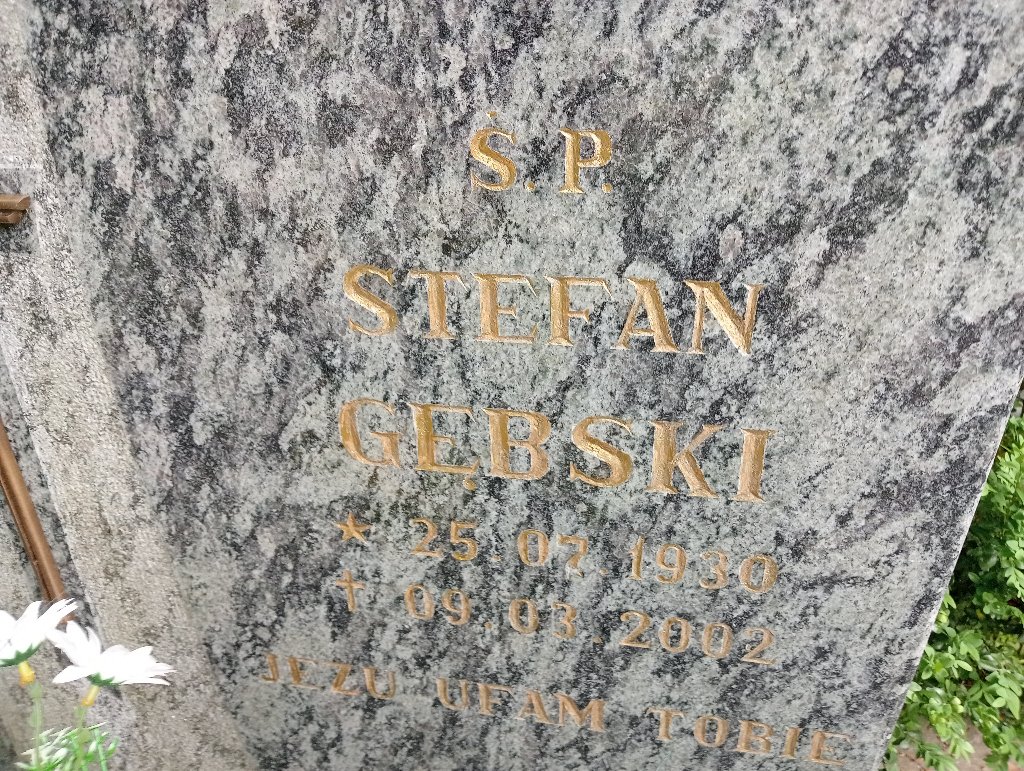 Ś. P.
STEFAN
GĘBSKI
★ 25.07.1930
† 09.03.2002
JEZU UFAM TOBIE